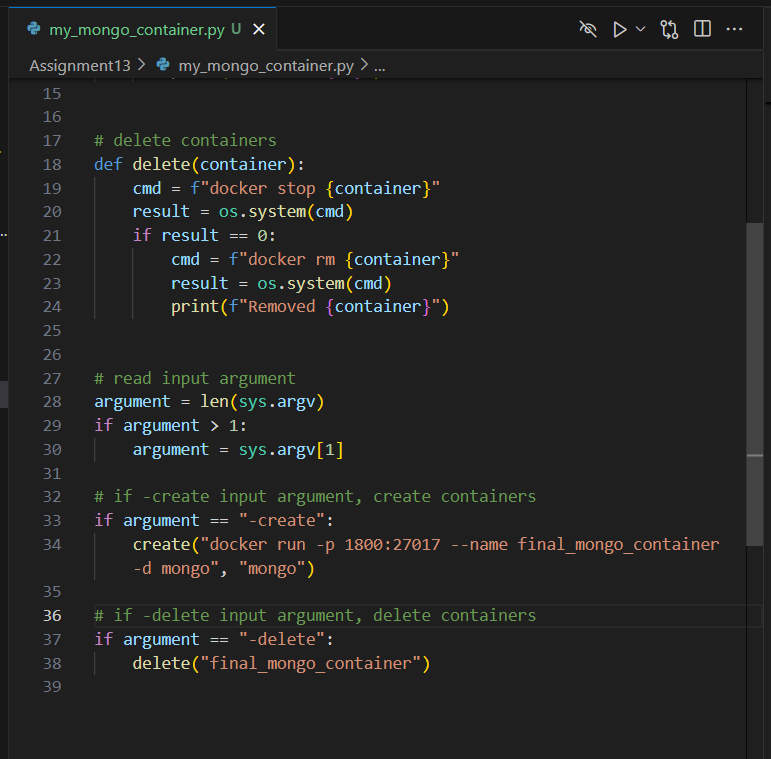 my_mongo_container.py U
Assignment13 > my_mongo_container.py > ...
15
16
17 # delete containers
18 def delete(container):
19 cmd = f"docker stop {container}"
20 result = os.system(cmd)
21 if result == 0:
22 cmd = f"docker rm {container}"
23 result = os.system(cmd)
24 print(f"Removed {container}")
25
26
27 # read input argument
28 argument = len(sys.argv)
29 if argument > 1:
30 argument = sys.argv[1]
31
32 # if -create input argument, create containers
33 if argument == "-create":
34 create("docker run -p 1800:27017 --name final_mongo_container
-d mongo", "mongo")
35
36 # if -delete input argument, delete containers
37 if argument == "-delete":
38 delete("final_mongo_container")
39